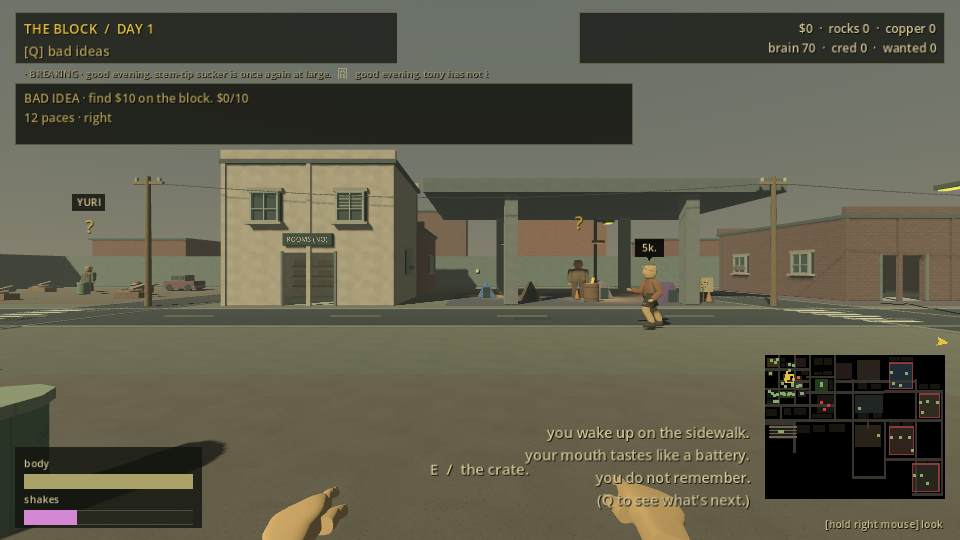 THE BLOCK / DAY 1
[Q] bad ideas
$0 · rocks 0 · copper 0
brain 70 · cred 0 · wanted 0
· BREAKING · good evening. stem-tip sucker is once again at large. good evening. tony has not
BAD IDEA · find $10 on the block. $0/10
12 paces · right
YURI
?
?
ROOMS (NO)
5k.
you wake up on the sidewalk.
your mouth tastes like a battery.
E / the crate.
you do not remember.
(Q to see what's next.)
body
shakes
[hold right mouse] look